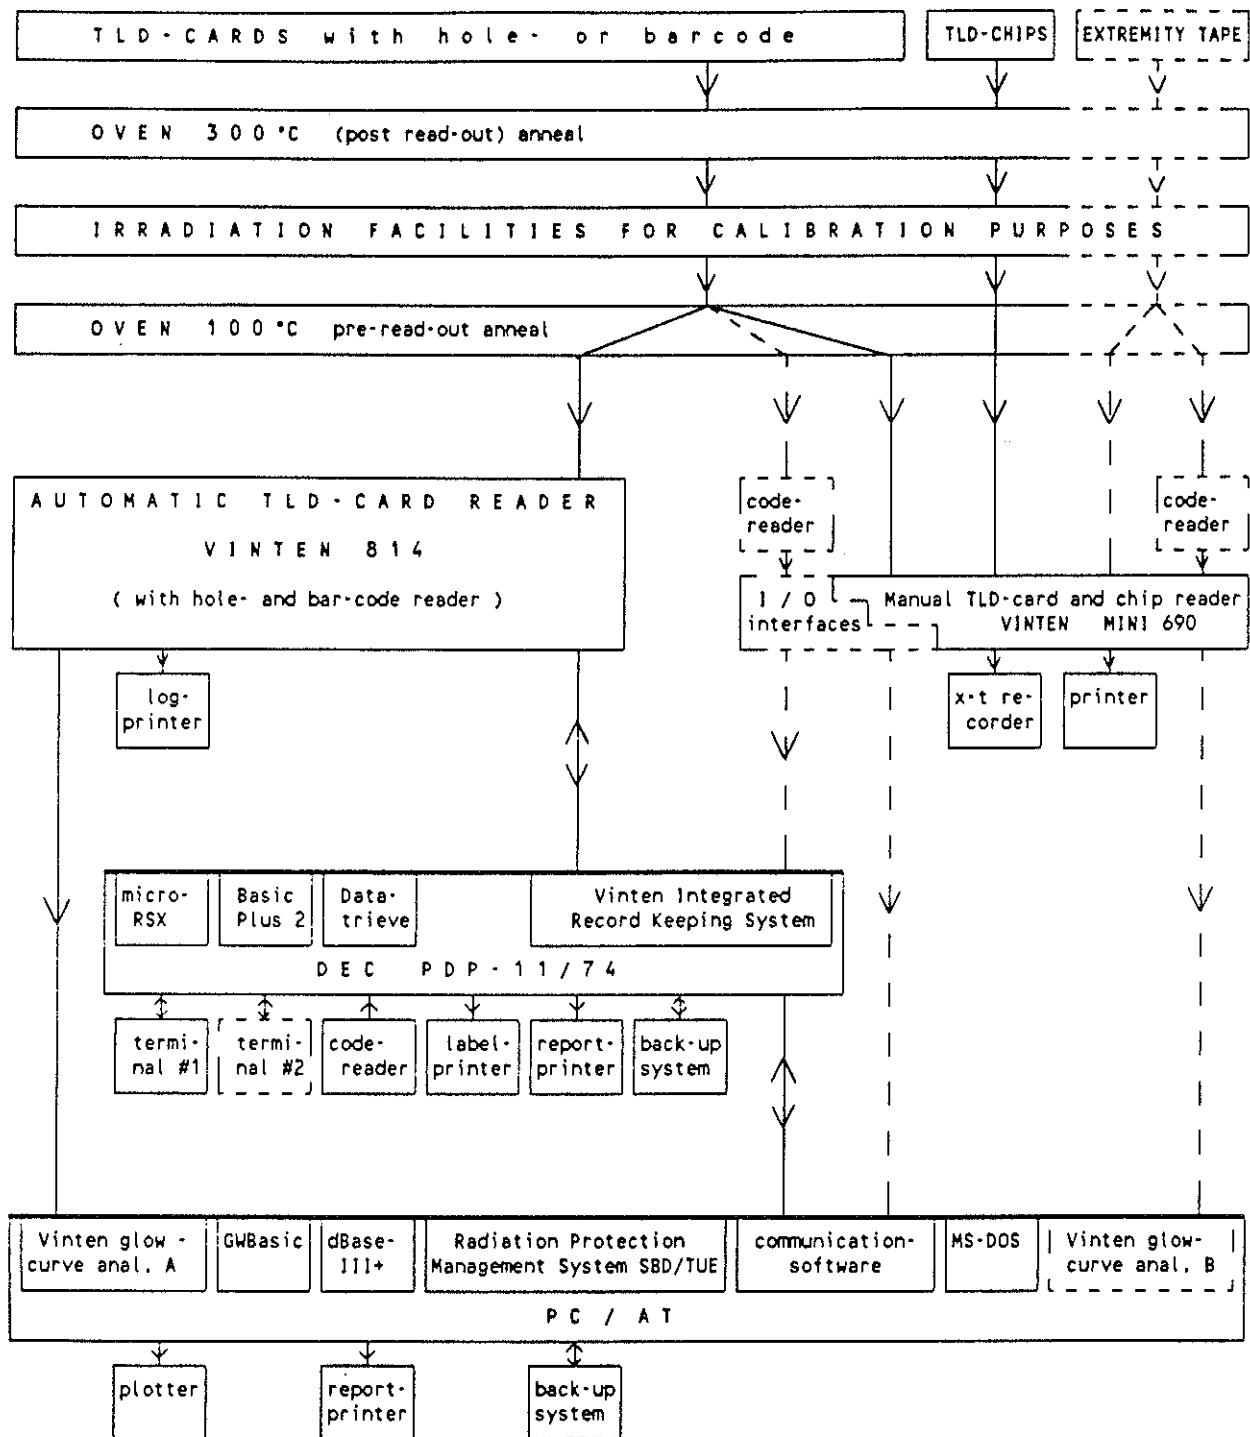 TLD-CARDS with hole- or barcode
TLD-CHIPS
EXTREMITY TAPE
OVEN 300°C (post read-out) anneal
IRRADIATION FACILITIES FOR CALIBRATION PURPOSES
OVEN 100°C pre-read-out anneal
AUTOMATIC TLD-CARD READER
VINTEN 814
( with hole- and bar-code reader )
code-
reader
code-
reader
I / O
interfaces
Manual TLD-card and chip reader
VINTEN MINI 690
log-
printer
x-t re-
corder
printer
micro-
RSX
Basic
Plus 2
Data-
trieve
Vinten Integrated
Record Keeping System
DEC PDP-11/74
termi-
nal #1
termi-
nal #2
code-
reader
label-
printer
report-
printer
back-up
system
Vinten glow -
curve anal. A
GWBasic
dBase-
III+
Radiation Protection
Management System SBD/TUE
communication-
software
MS-DOS
Vinten glow-
curve anal. B
PC / AT
plotter
report-
printer
back-up
system